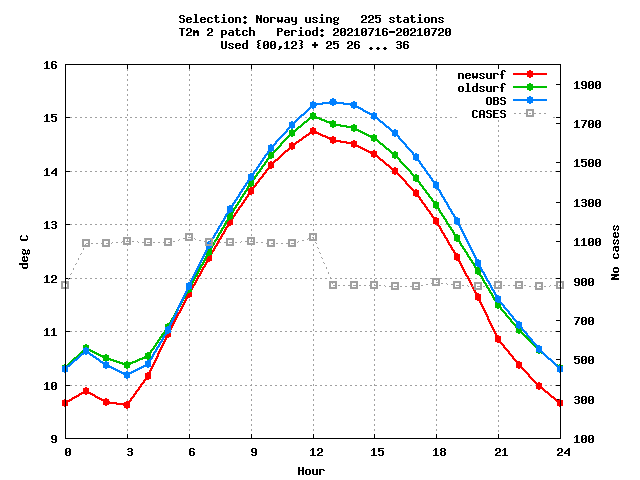 Selection: Norway using   225 stations
T2m 2 patch   Period: 20210716-20210720
Used {00,12} + 25 26 ... 36
newsurf
oldsurf
OBS
CASES
16
15
14
13
12
11
10
9
deg C
1900
1700
1500
1300
1100
900
700
500
300
100
No cases
0 3 6 9 12 15 18 21 24
Hour